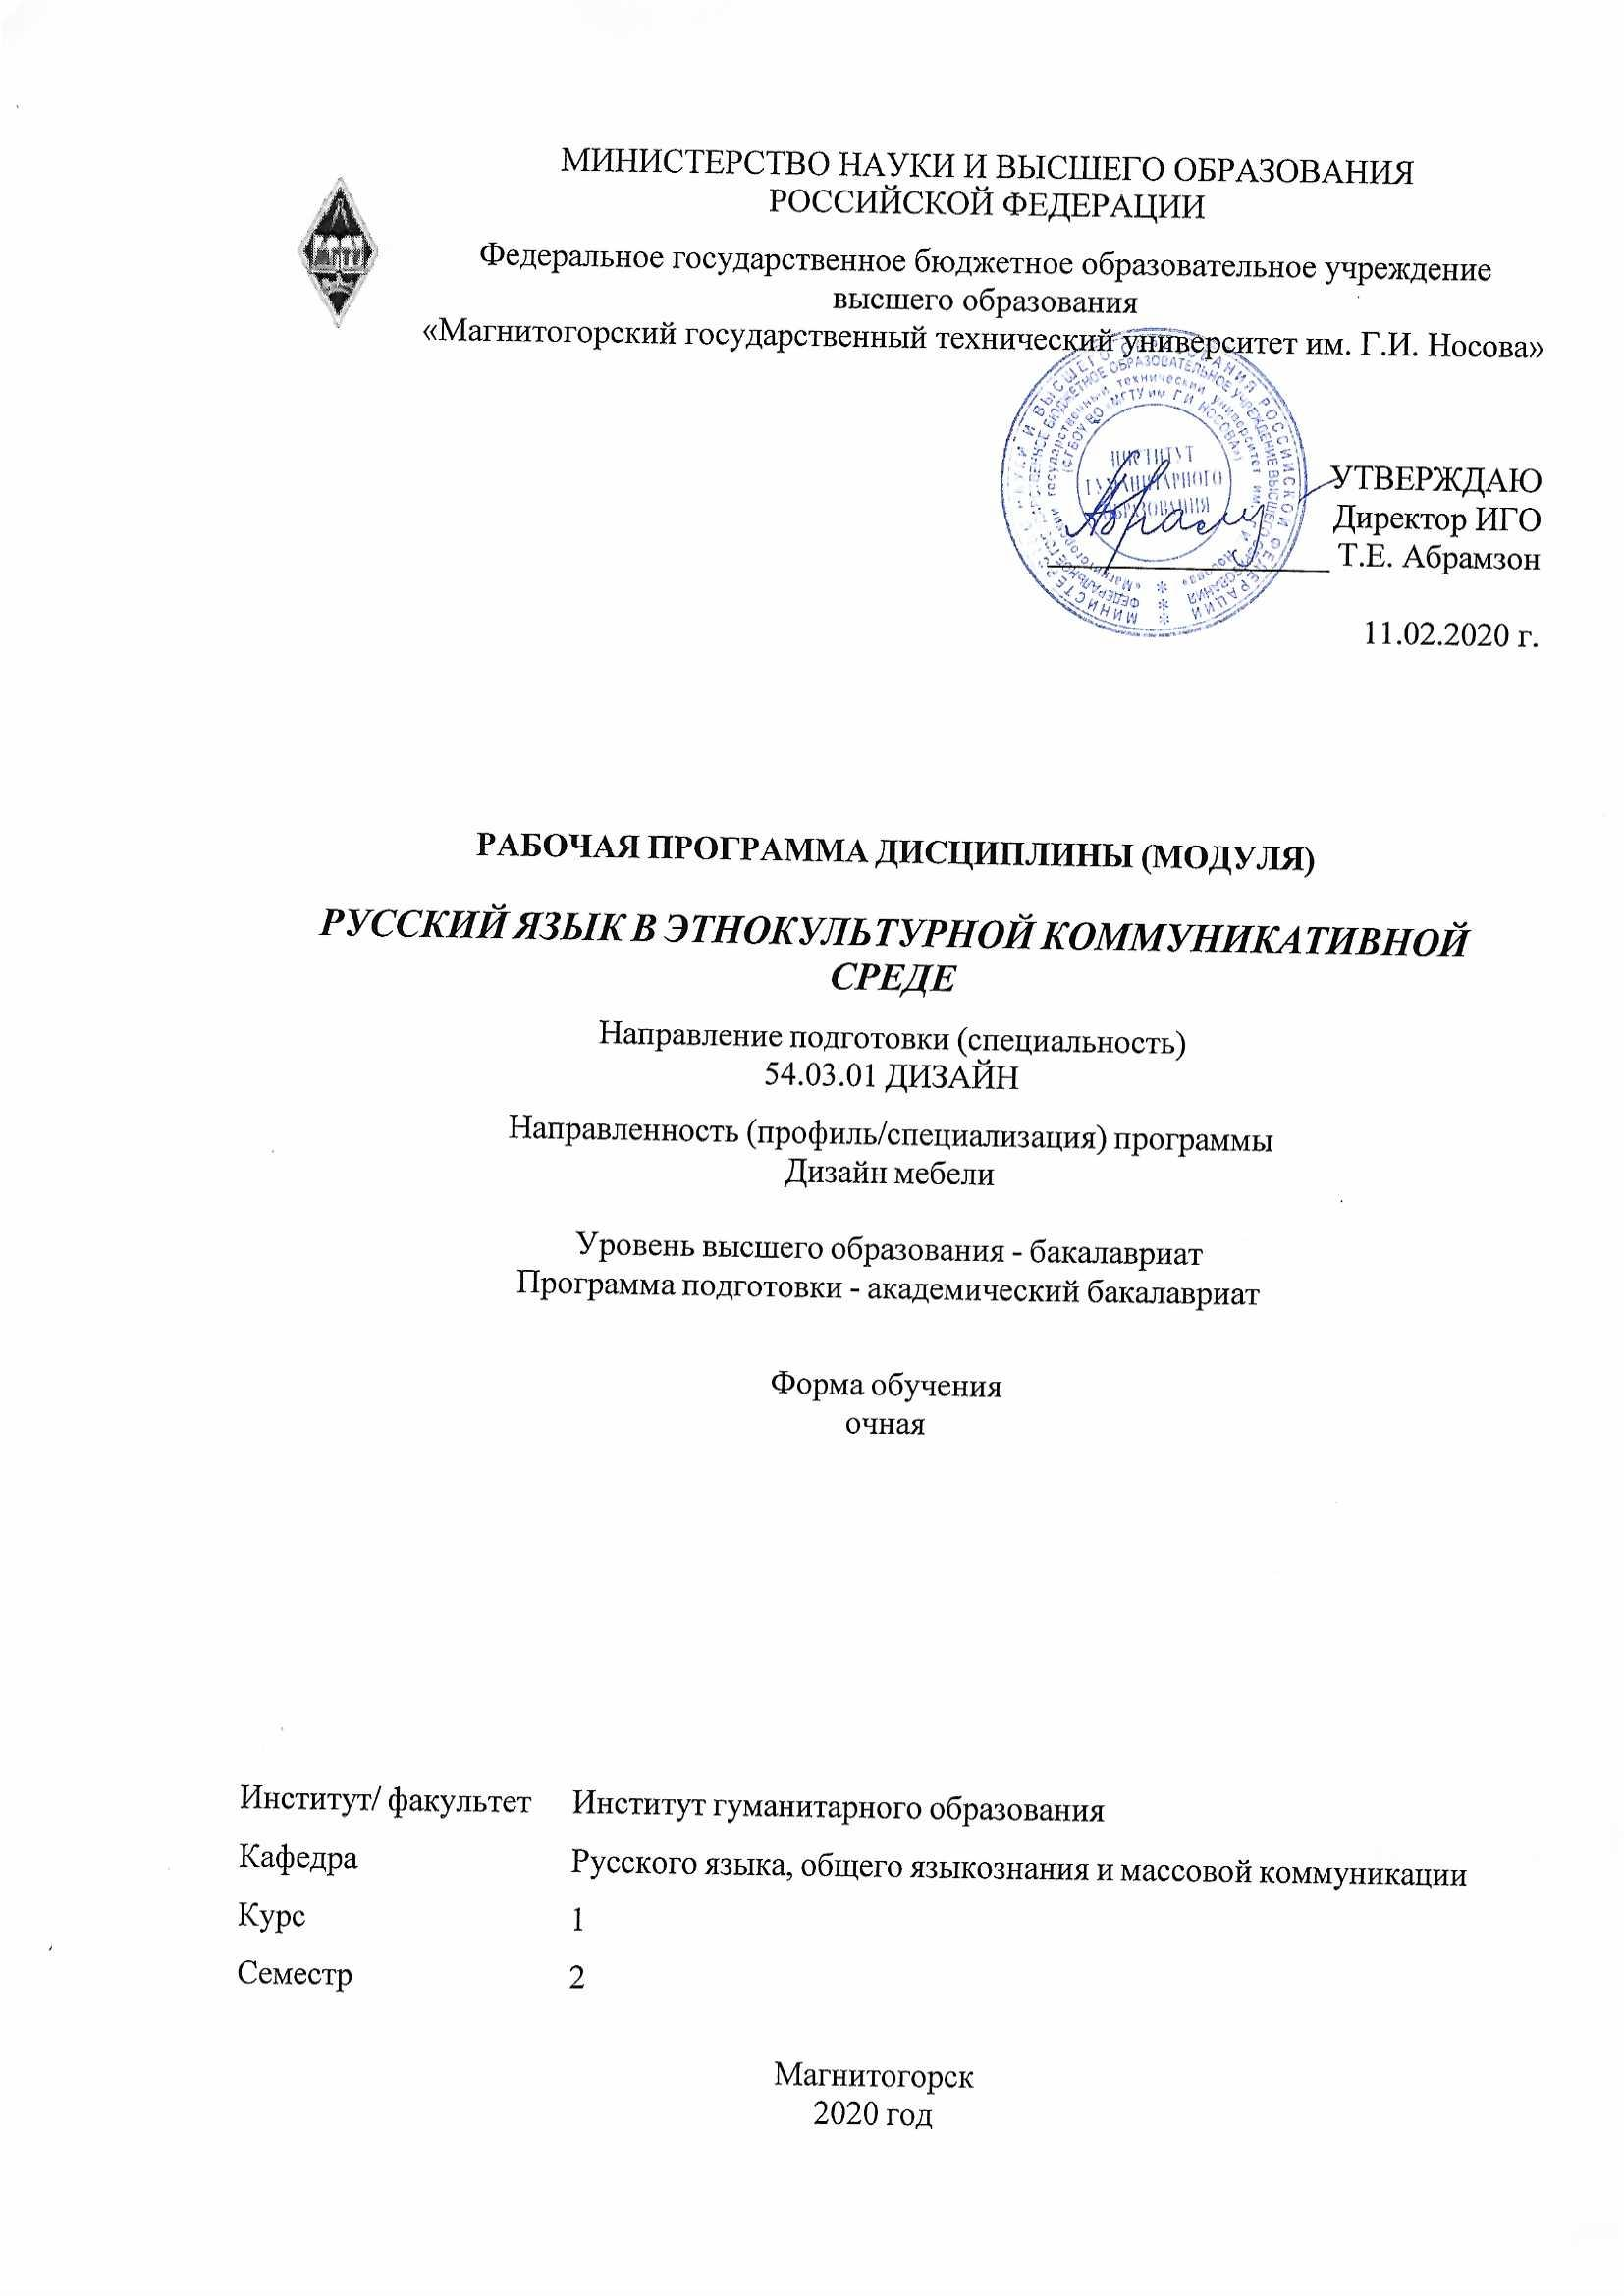 МИНИСТЕРСТВО НАУКИ И ВЫСШЕГО ОБРАЗОВАНИЯ
РОССИЙСКОЙ ФЕДЕРАЦИИ
Федеральное государственное бюджетное образовательное учреждение
высшего образования
«Магнитогорский государственный технический университет им. Г.И. Носова»
ИНСТИТУТ
ГУМАНИТАРНОГО
ОБРАЗОВАНИЯ
УТВЕРЖДАЮ
Директор ИГО
Т.Е. Абрамзон
11.02.2020 г.
РАБОЧАЯ ПРОГРАММА ДИСЦИПЛИНЫ (МОДУЛЯ)
РУССКИЙ ЯЗЫК В ЭТНОКУЛЬТУРНОЙ КОММУНИКАТИВНОЙ
СРЕДЕ
Направление подготовки (специальность)
54.03.01 ДИЗАЙН
Направленность (профиль/специализация) программы
Дизайн мебели
Уровень высшего образования - бакалавриат
Программа подготовки - академический бакалавриат
Форма обучения
очная
Институт/ факультет Институт гуманитарного образования
Кафедра Русского языка, общего языкознания и массовой коммуникации
Курс 1
Семестр 2
Магнитогорск
2020 год